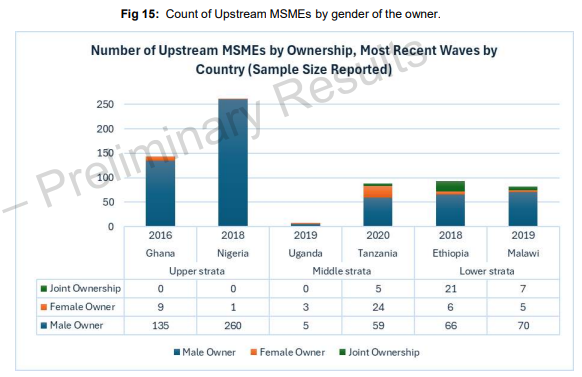 Fig 15: Count of Upstream MSMEs by gender of the owner.
Number of Upstream MSMEs by Ownership, Most Recent Waves by
Country (Sample Size Reported)
– Preliminary Results
250
200
150
100
50
0
2016 2018 2019 2020 2018 2019
Ghana Nigeria Uganda Tanzania Ethiopia Malawi
Upper strata Middle strata Lower strata
Joint Ownership 0 0 0 5 21 7
Female Owner 9 1 3 24 6 5
Male Owner 135 260 5 59 66 70
Male Owner Female Owner Joint Ownership